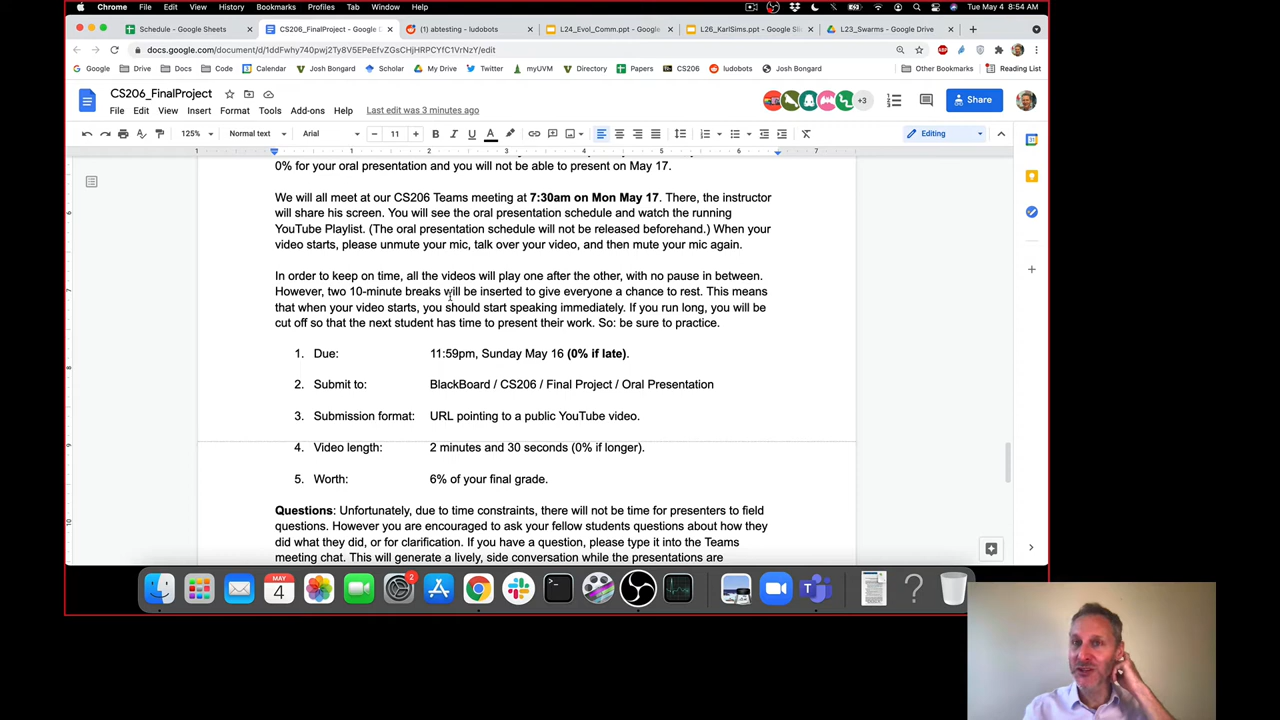 Chrome File Edit View History Bookmarks Profiles Tab Window Help Tue May 4 8:54 AM
Schedule - Google Sheets CS206_FinalProject - Google D (1) abtesting - ludobots L24_Evol_Comm.ppt - Google L26_KarlSims.ppt - Google Sli L23_Swarms - Google Drive
docs.google.com/document/d/1ddFwhy740pwj2Ty8V5EPeEfvZGsCHjHRPCYfC1VrNzY/edit
Google Drive Docs Calendar Josh Bongard Scholar My Drive Twitter myUVM Directory Papers CS206 ludobots Josh Bongard Other Bookmarks Reading List
CS206_FinalProject
File Edit View Insert Format Tools Add-ons Help Last edit was 3 minutes ago
+3 Share
125% Normal text Arial 11 Editing
0% for your oral presentation and you will not be able to present on May 17.
We will all meet at our CS206 Teams meeting at 7:30am on Mon May 17. There, the instructor
will share his screen. You will see the oral presentation schedule and watch the running
YouTube Playlist. (The oral presentation schedule will not be released beforehand.) When your
video starts, please unmute your mic, talk over your video, and then mute your mic again.
In order to keep on time, all the videos will play one after the other, with no pause in between.
However, two 10-minute breaks will be inserted to give everyone a chance to rest. This means
that when your video starts, you should start speaking immediately. If you run long, you will be
cut off so that the next student has time to present their work. So: be sure to practice.
1. Due: 11:59pm, Sunday May 16 (0% if late).
2. Submit to: BlackBoard / CS206 / Final Project / Oral Presentation
3. Submission format: URL pointing to a public YouTube video.
4. Video length: 2 minutes and 30 seconds (0% if longer).
5. Worth: 6% of your final grade.
Questions: Unfortunately, due to time constraints, there will not be time for presenters to field
questions. However you are encouraged to ask your fellow students questions about how they
did what they did, or for clarification. If you have a question, please type it into the Teams
meeting chat. This will generate a lively, side conversation while the presentations are
MAY
4
2